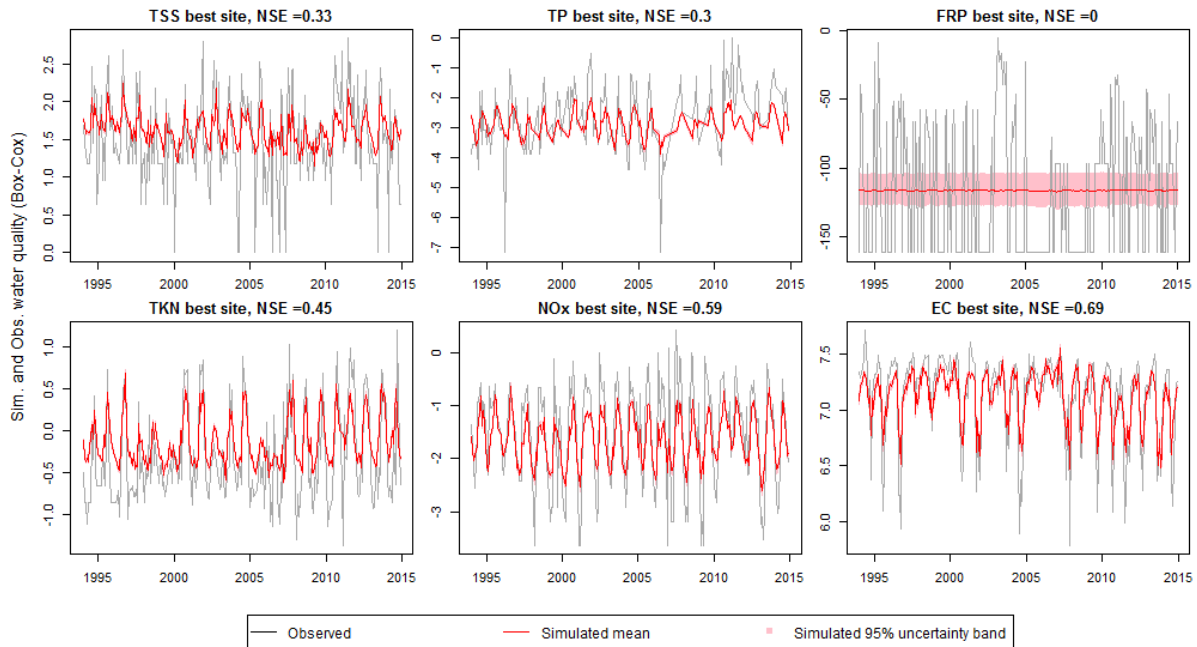 TSS best site, NSE =0.33
TP best site, NSE =0.3
FRP best site, NSE =0
Sim. and Obs. water quality (Box-Cox)
2.5
2.0
1.5
1.0
0.5
0.0
1995 2000 2005 2010 2015
0
-1
-2
-3
-4
-5
-6
-7
1995 2000 2005 2010 2015
0
-50
-100
-150
1995 2000 2005 2010 2015
TKN best site, NSE =0.45
NOx best site, NSE =0.59
EC best site, NSE =0.69
1.0
0.5
0.0
-0.5
-1.0
1995 2000 2005 2010 2015
0
-1
-2
-3
1995 2000 2005 2010 2015
7.5
7.0
6.5
6.0
1995 2000 2005 2010 2015
Observed Simulated mean Simulated 95% uncertainty band